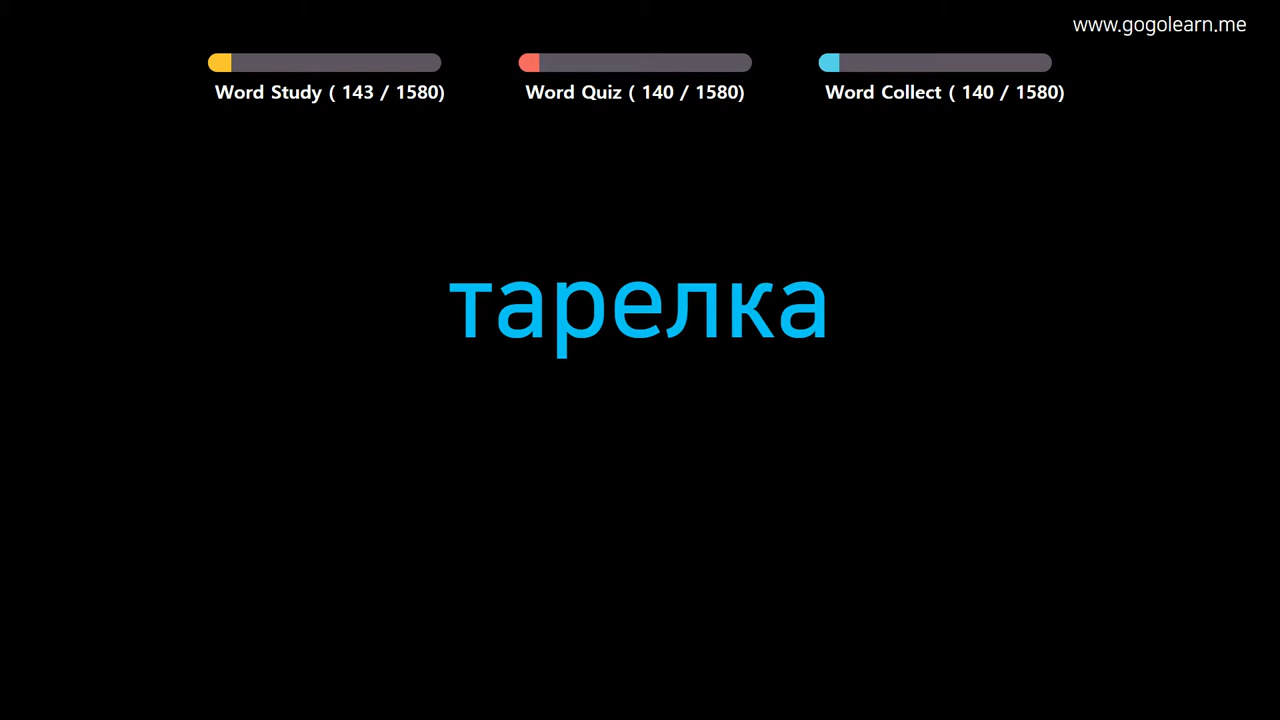 www.gogolearn.me
Word Study ( 143 / 1580)
Word Quiz ( 140 / 1580)
Word Collect ( 140 / 1580)
тарелка